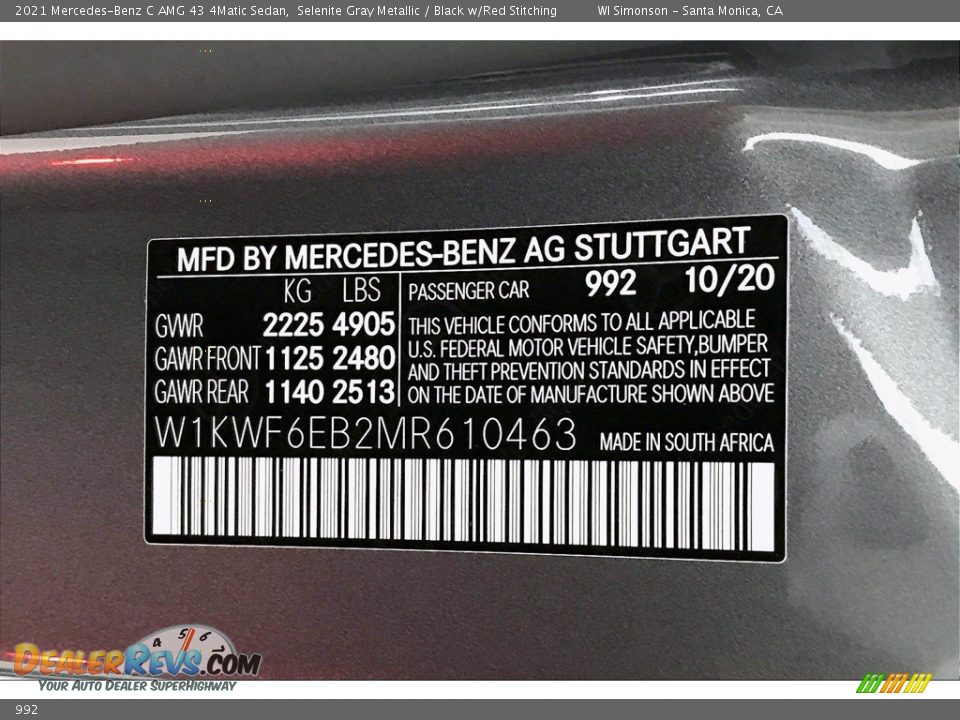 2021 Mercedes-Benz C AMG 43 4Matic Sedan, Selenite Gray Metallic / Black w/Red Stitching WI Simonson - Santa Monica, CA
MFD BY MERCEDES-BENZ AG STUTTGART
KG LBS
GVWR 2225 4905
GAWR FRONT 1125 2480
GAWR REAR 1140 2513
PASSENGER CAR 992 10/20
THIS VEHICLE CONFORMS TO ALL APPLICABLE
U.S. FEDERAL MOTOR VEHICLE SAFETY,BUMPER
AND THEFT PREVENTION STANDARDS IN EFFECT
ON THE DATE OF MANUFACTURE SHOWN ABOVE
W1KWF6EB2MR610463 MADE IN SOUTH AFRICA
4 5 6 7
DealerRevs.com
Your Auto Dealer SuperHighway
992